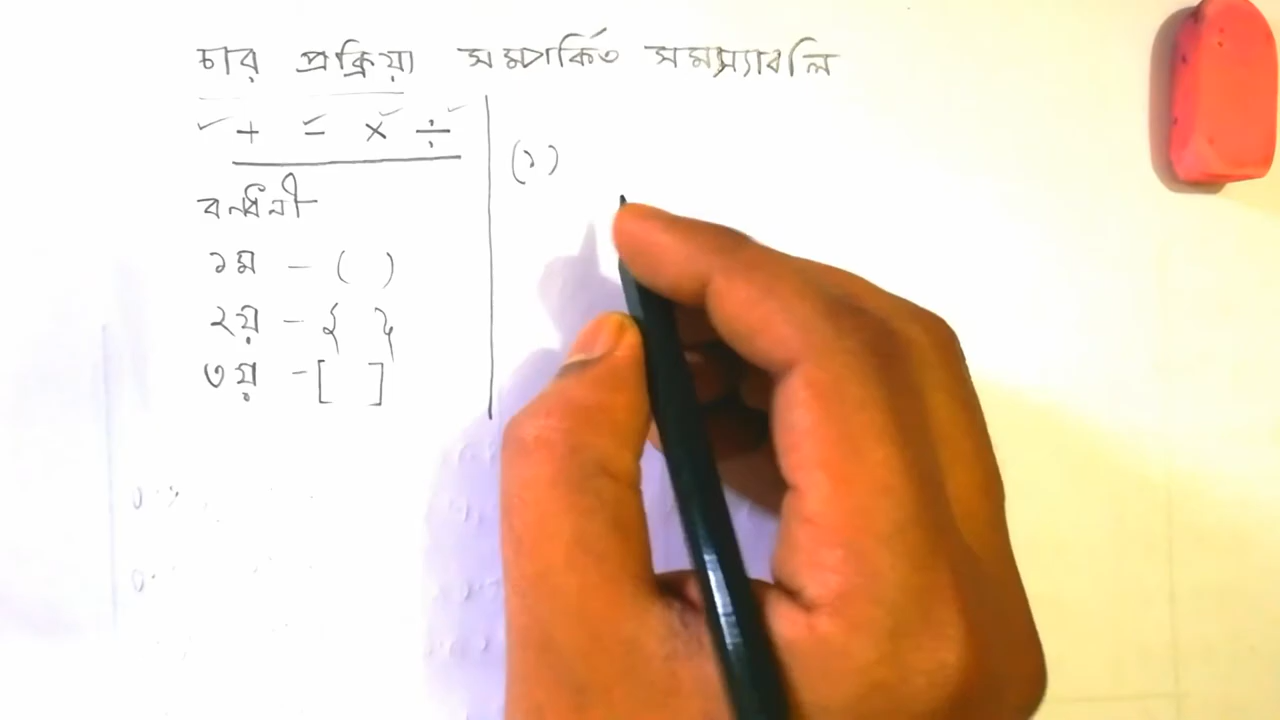 চার প্রক্রিয়া সম্পর্কিত সমস্যাবলি
+ - × ÷
বন্ধনী
১ম - ( )
২য় - { }
৩য় - [ ]
(১)